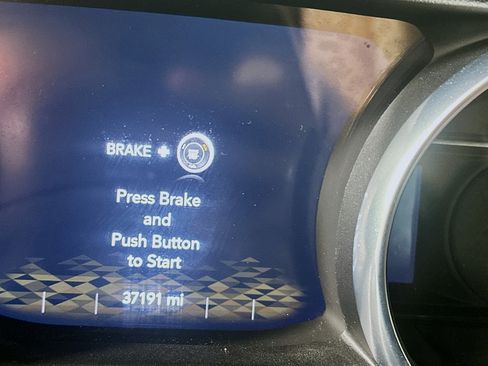 BRAKE +
Press Brake
and
Push Button
to Start
37191 mi